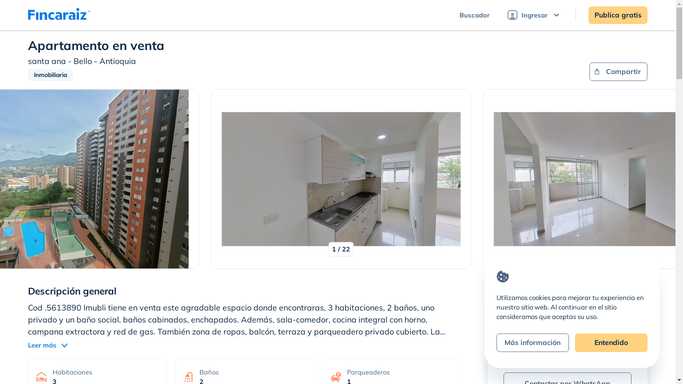 Fincaraiz
Buscador
Ingresar
Publica gratis
Apartamento en venta
santa ana - Bello - Antioquia
Inmobiliaria
Compartir
1 / 22
Descripción general
Cod .5613890 Imubli tiene en venta este agradable espacio donde encontraras, 3 habitaciones, 2 baños, uno
privado y un baño social, baños cabinados, enchapados. Además, sala-comedor, cocina integral con horno,
campana extractora y red de gas. También zona de ropas, balcón, terraza y parqueadero privado cubierto. La...
Leer más
Habitaciones
3
Baños
2
Parqueaderos
1
Utilizamos cookies para mejorar tu experiencia en
nuestro sitio web. Al continuar en el sitio
consideramos que aceptas su uso.
Más información
Entendido
Contactar por WhatsApp